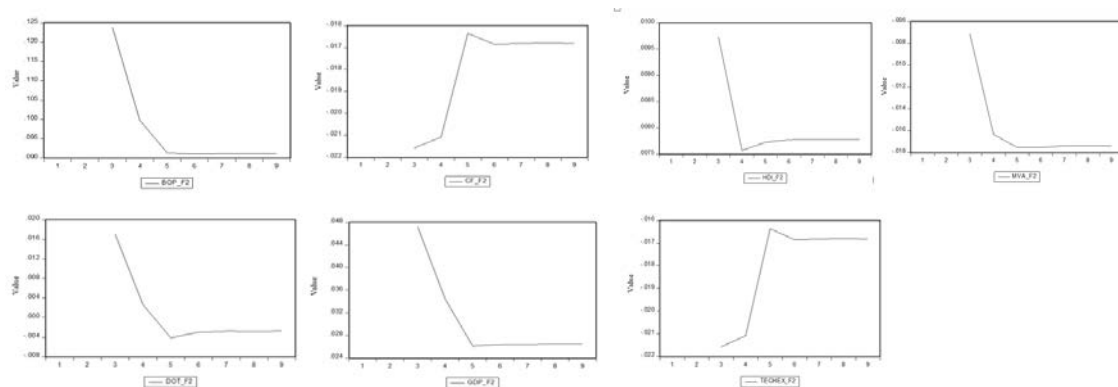 .125
.120
.115
.110
.105
.100
.095
.090
Value
1 2 3 4 5 6 7 8 9
BOP_F2
-.016
-.017
-.018
-.019
-.020
-.021
-.022
Value
1 2 3 4 5 6 7 8 9
CF_F2
.0100
.0095
.0090
.0085
.0080
.0075
Value
1 2 3 4 5 6 7 8 9
HDI_F2
-.006
-.008
-.010
-.012
-.014
-.016
-.018
Value
1 2 3 4 5 6 7 8 9
MVA_F2
.020
.016
.012
.008
.004
.000
-.004
-.008
Value
1 2 3 4 5 6 7 8 9
DOT_F2
.048
.044
.040
.036
.032
.028
.024
Value
1 2 3 4 5 6 7 8 9
GDP_F2
-.016
-.017
-.018
-.019
-.020
-.021
-.022
Value
1 2 3 4 5 6 7 8 9
TECHEX_F2